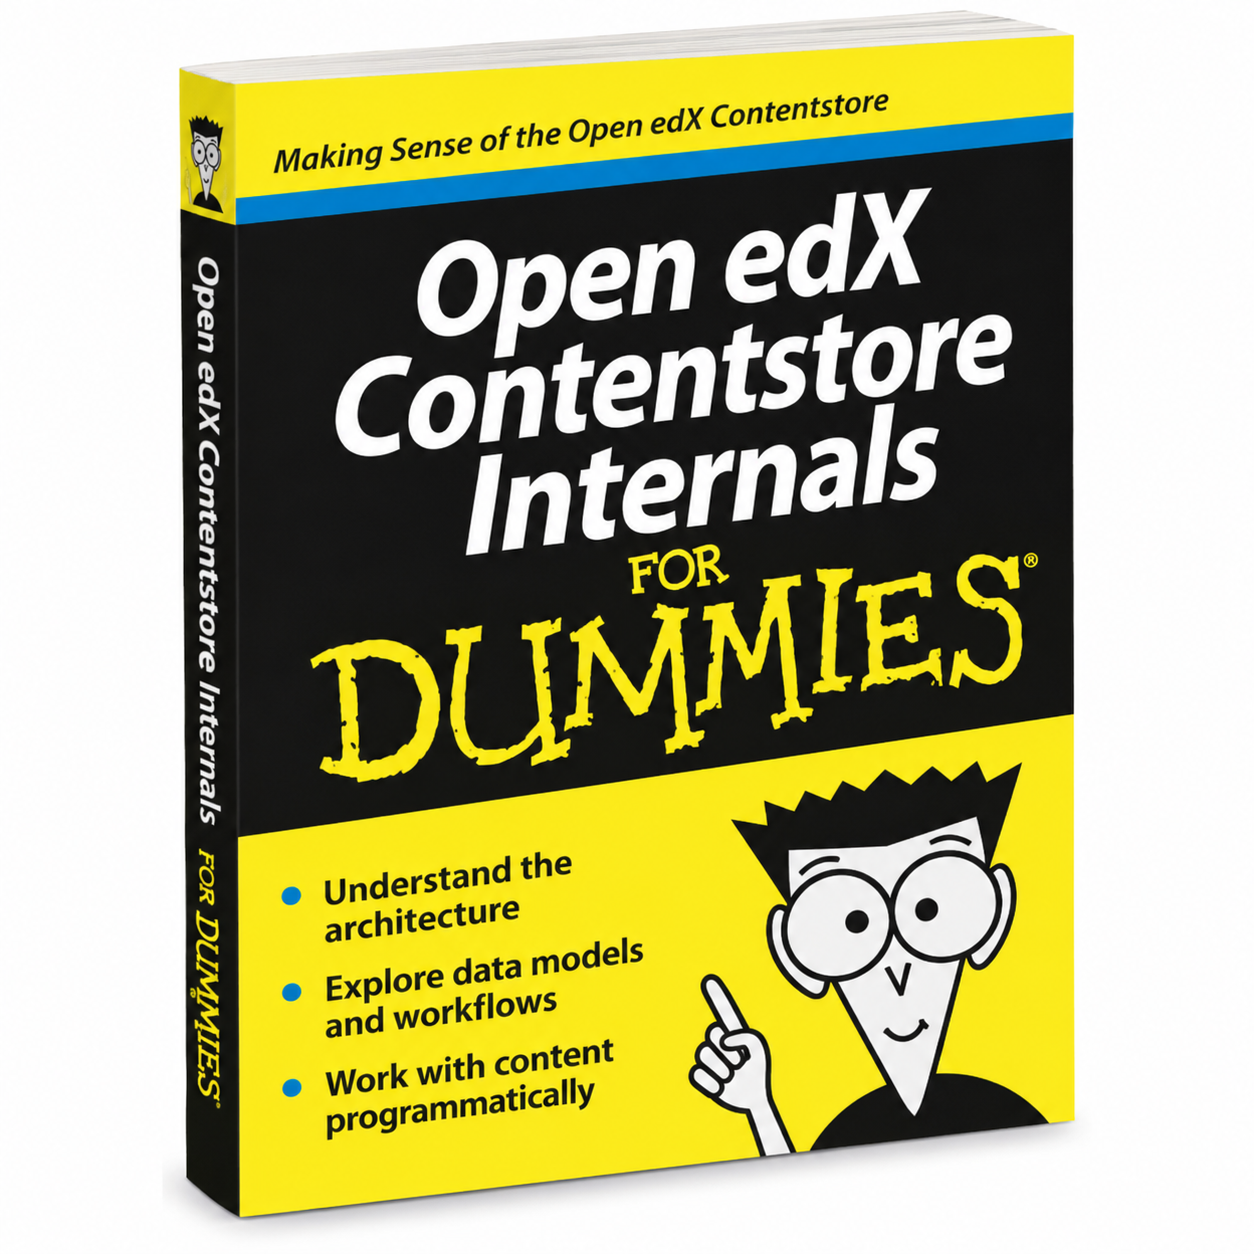 Making Sense of the Open edX Contentstore
Open edX
Contentstore
Internals
FOR
DUMMIES®
Understand the
architecture
Explore data models
and workflows
Work with content
programmatically
Open edX Contentstore Internals FOR DUMMIES®